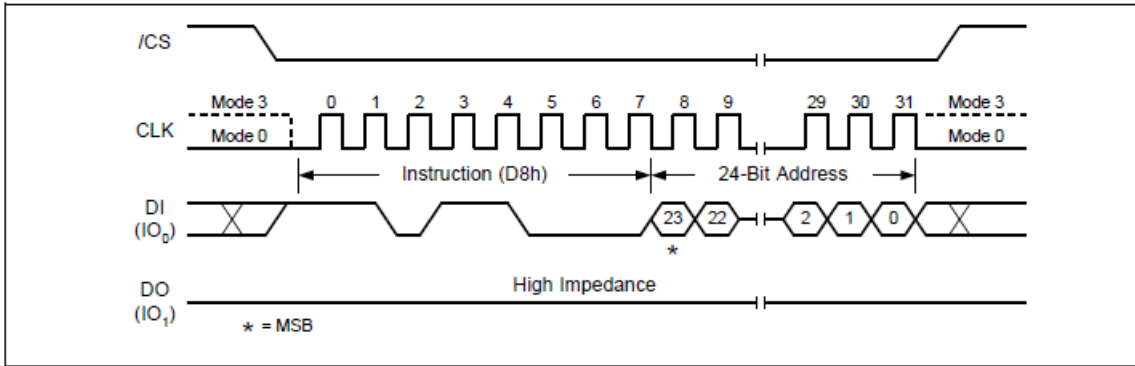 /CS
Mode 3 0 1 2 3 4 5 6 7 8 9 29 30 31 Mode 3
CLK
Mode 0 Mode 0
Instruction (D8h) 24-Bit Address
DI
(IO0)
23 22 2 1 0
*
High Impedance
DO
(IO1)
* = MSB